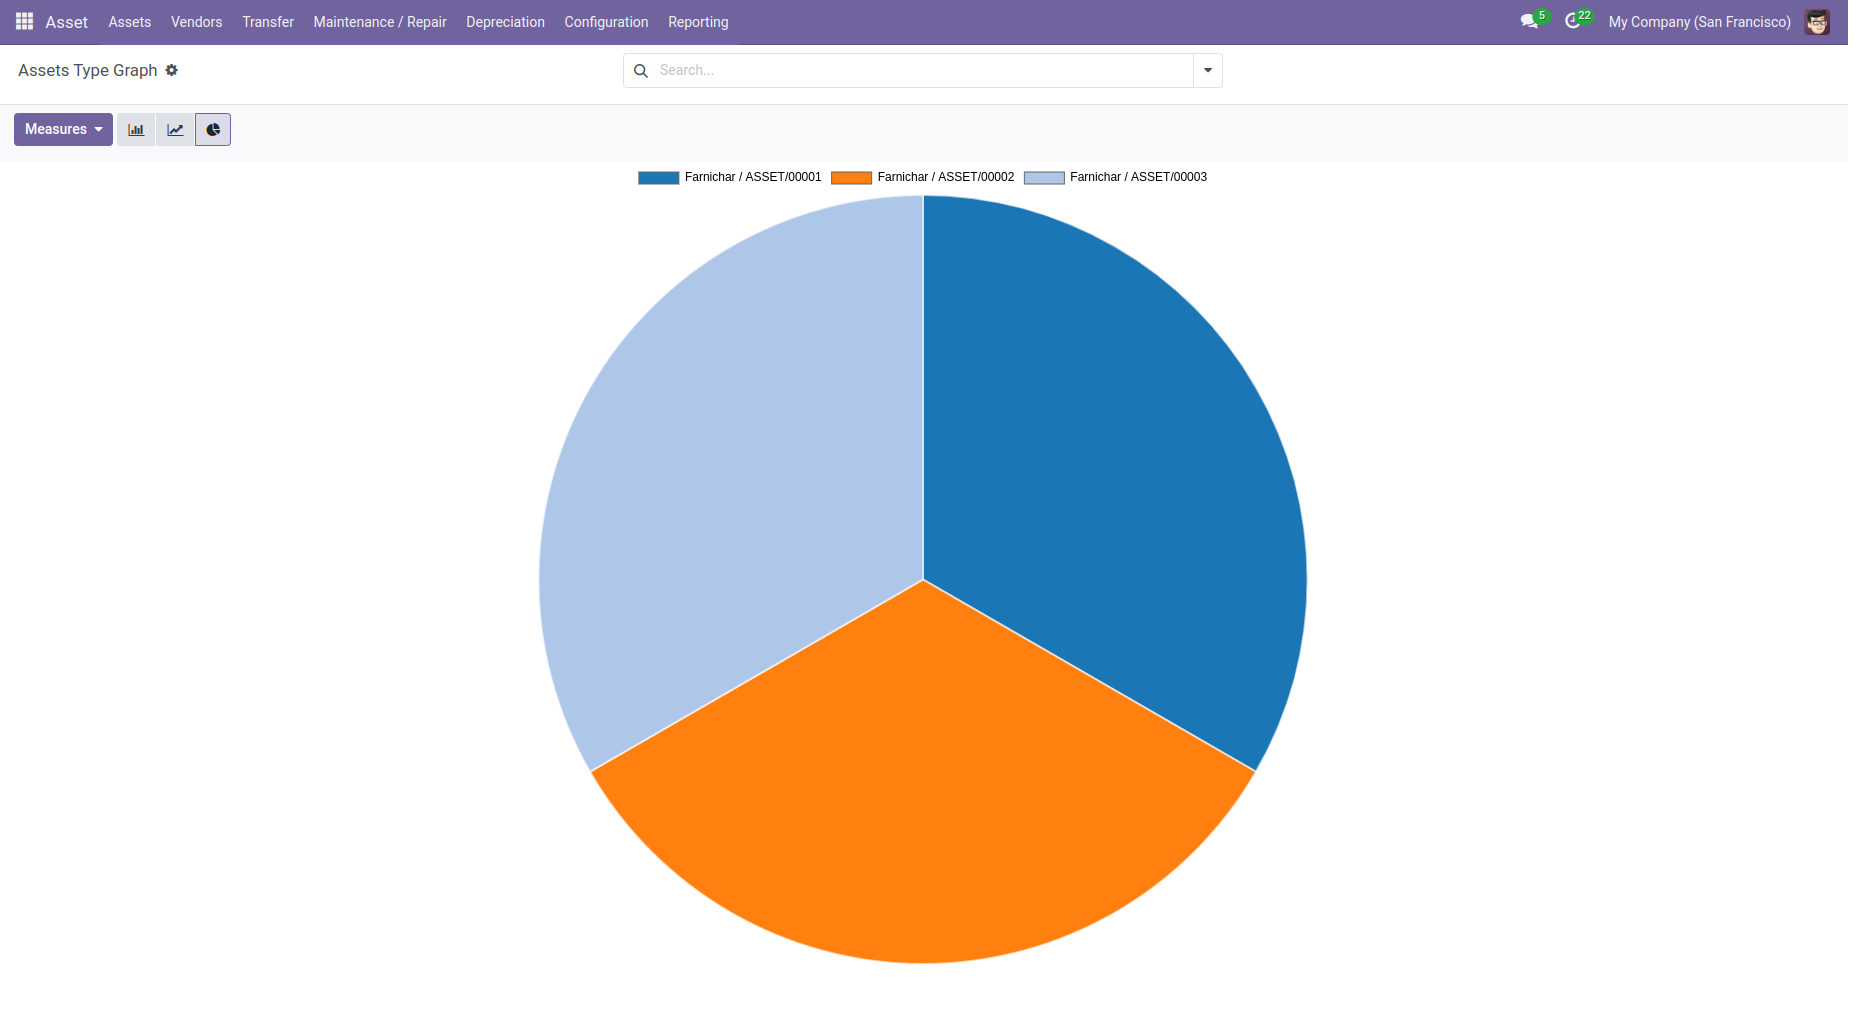 Asset Assets Vendors Transfer Maintenance / Repair Depreciation Configuration Reporting 5 22 My Company (San Francisco)
Assets Type Graph Search...
Measures
Farnichar / ASSET/00001 Farnichar / ASSET/00002 Farnichar / ASSET/00003